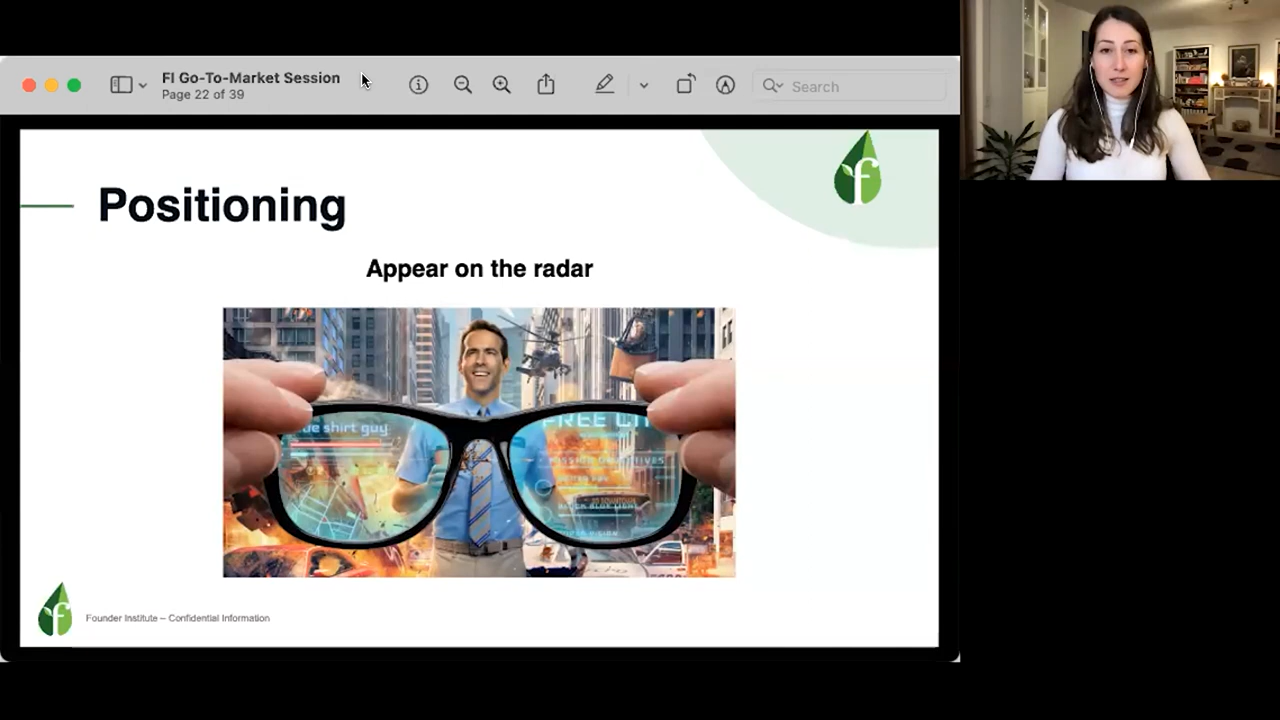 FI Go-To-Market Session
Page 22 of 39
Search
Positioning
Appear on the radar
ue shirt guy
FREE CIT
Founder Institute – Confidential Information